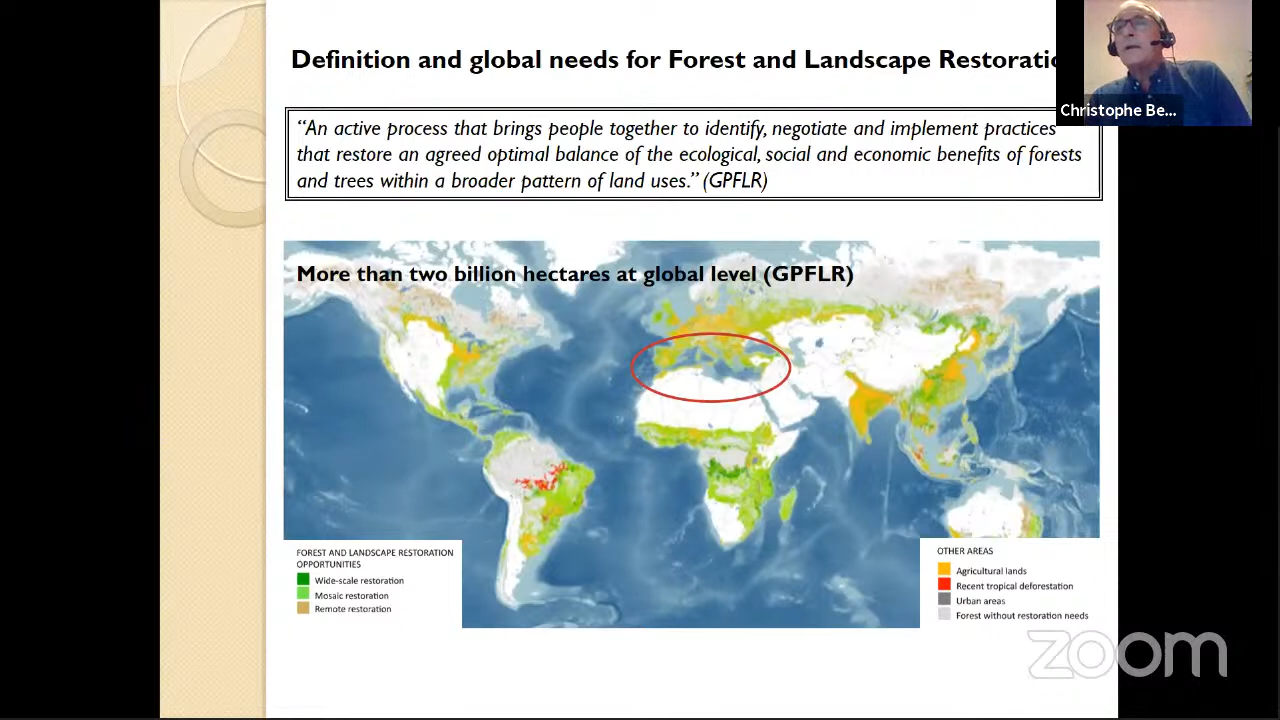 Definition and global needs for Forest and Landscape Restoratio
Christophe Be...
“An active process that brings people together to identify, negotiate and implement practices
that restore an agreed optimal balance of the ecological, social and economic benefits of forests
and trees within a broader pattern of land uses.” (GPFLR)
More than two billion hectares at global level (GPFLR)
FOREST AND LANDSCAPE RESTORATION
OPPORTUNITIES
Wide-scale restoration
Mosaic restoration
Remote restoration
OTHER AREAS
Agricultural lands
Recent tropical deforestation
Urban areas
Forest without restoration needs
zoom